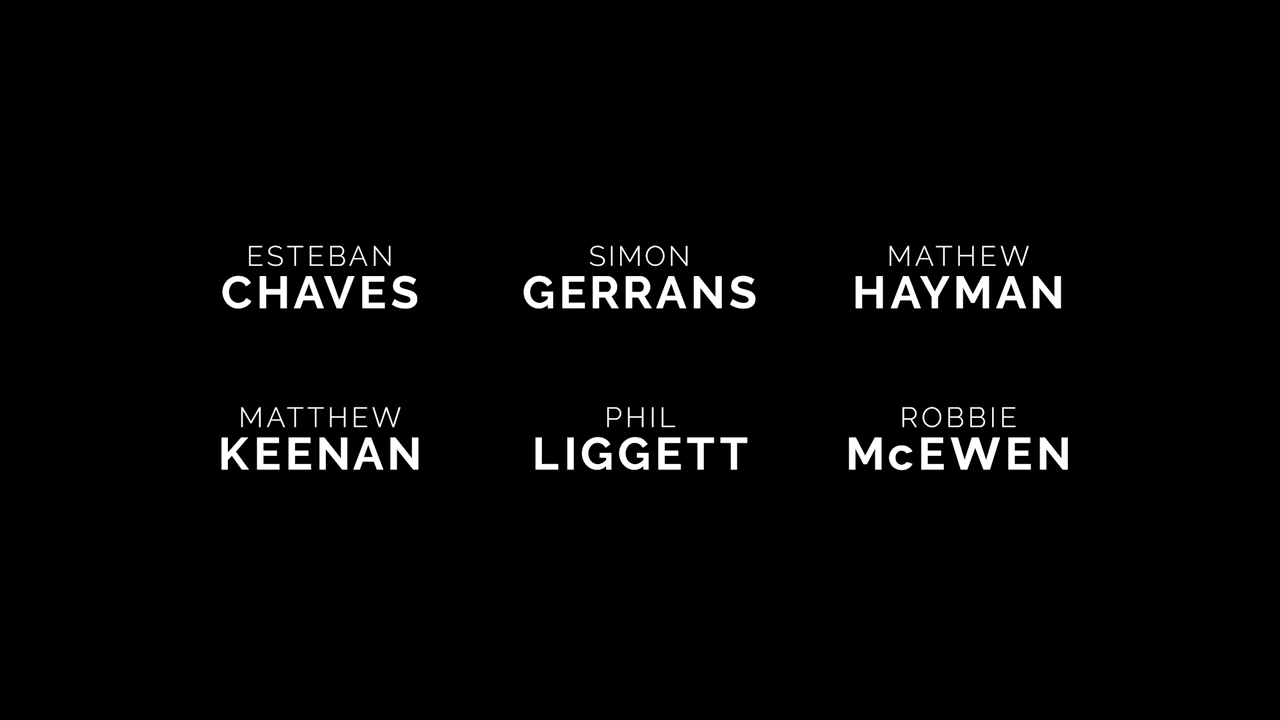 ESTEBAN
CHAVES
SIMON
GERRANS
MATHEW
HAYMAN
MATTHEW
KEENAN
PHIL
LIGGETT
ROBBIE
McEWEN